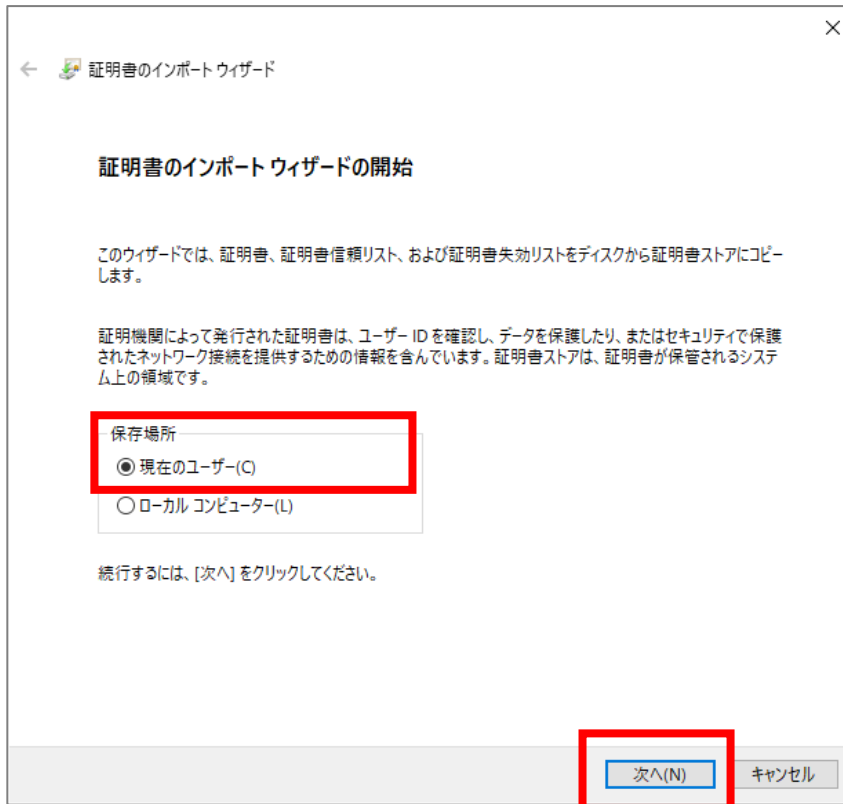 証明書のインポート ウィザード
証明書のインポート ウィザードの開始
このウィザードでは、証明書、証明書信頼リスト、および証明書失効リストをディスクから証明書ストアにコピー
します。
証明機関によって発行された証明書は、ユーザー ID を確認し、データを保護したり、またはセキュリティで保護
されたネットワーク接続を提供するための情報を含んでいます。証明書ストアは、証明書が保管されるシステ
ム上の領域です。
保存場所
現在のユーザー(C)
ローカル コンピューター(L)
続行するには、[次へ] をクリックしてください。
次へ(N)
キャンセル